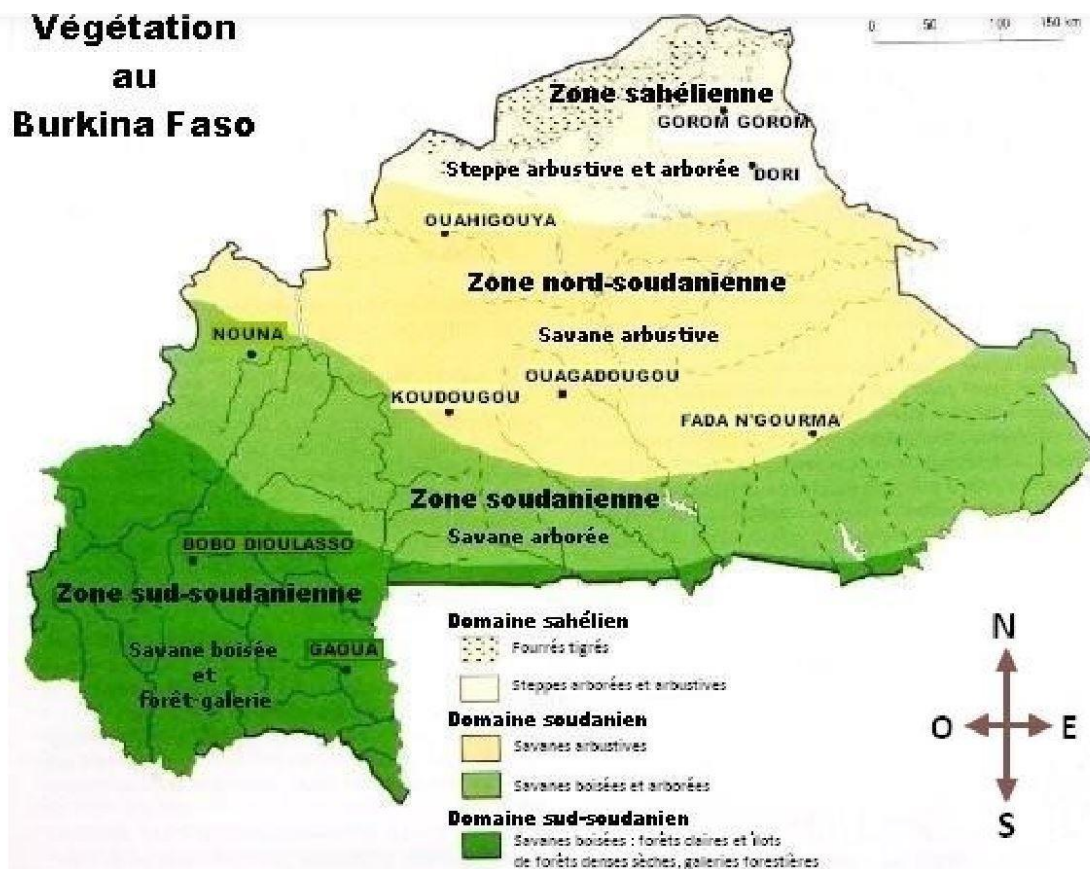 Végétation
au
Burkina Faso
0 50 100 150 km
Zone sahélienne
GOROM GOROM
Steppe arbustive et arborée
DORI
OUAHIGOUYA
Zone nord-soudanienne
NOUNA
Savane arbustive
OUAGADOUGOU
KOUDOUGOU
FADA N'GOURMA
Zone soudanienne
Savane arborée
BOBO DIOULASSO
Zone sud-soudanienne
Savane boisée
et
forêt-galerie
GAOUA
Domaine sahélien
Fourrés tigrés
Steppes arborées et arbustives
Domaine soudanien
Savanes arbustives
Savanes boisées et arborées
Domaine sud-soudanien
Savanes boisées : forêts claires et îlots
de forêts denses sèches, galeries forestières
N
O E
S